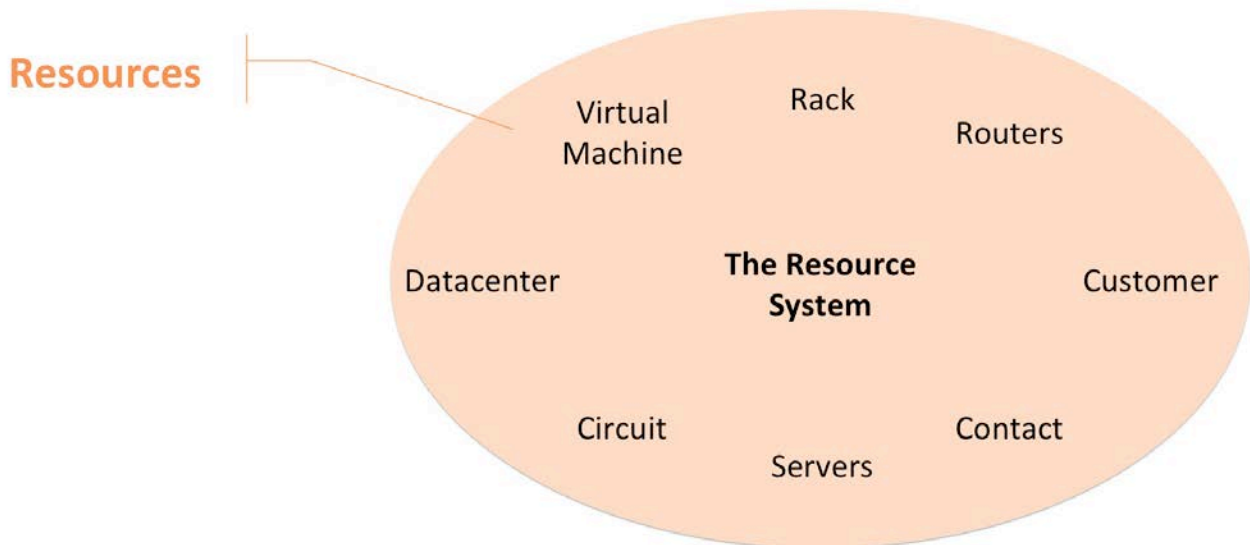 Resources
Virtual
Machine
Rack
Routers
Datacenter
The Resource
System
Customer
Circuit
Servers
Contact